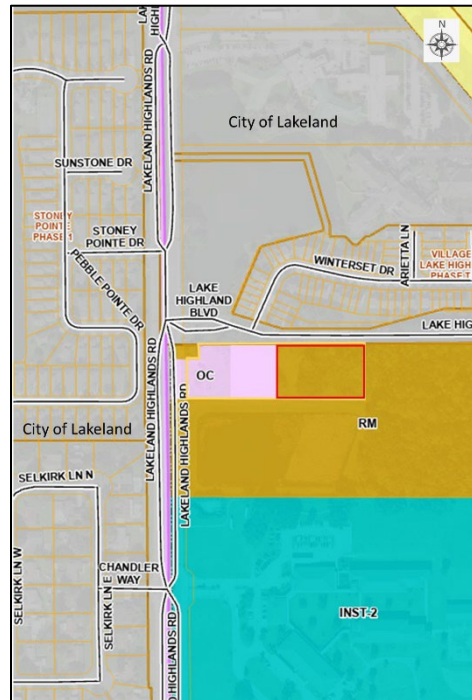 LAK
HIGH
N
LAKELAND HIGHLANDS RD
City of Lakeland
SUNSTONE DR
STONEY
POINTE
PHASE 1
STONEY
POINTE DR
PEBBLE POINTE DR
ARIETTA LN
WINTERSET DR
VILLAGE
LAKE HIGH
PHASE
LAKE
HIGHLAND
BLVD
LAKE HIG
LAKELAND HIGHLANDS RD
LAKELAND HIGHLANDS RD
OC
RM
City of Lakeland
SELKIRK LN N
SELKIRK LN W
SELKIRK LN E
CHANDLER
WAY
INST-2
HIGHLANDS RD